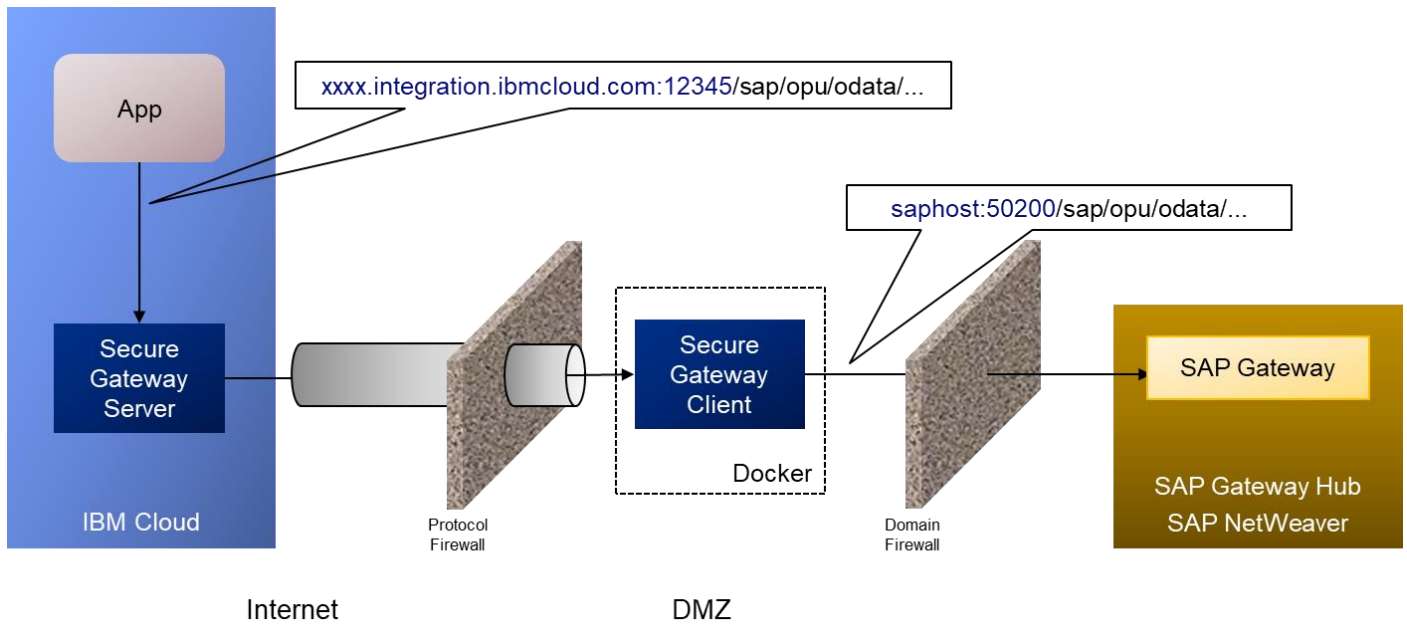 App
xxxx.integration.ibmcloud.com:12345/sap/opu/odata/...
saphost:50200/sap/opu/odata/...
Secure
Gateway
Server
Secure
Gateway
Client
SAP Gateway
Docker
IBM Cloud
Protocol
Firewall
Domain
Firewall
SAP Gateway Hub
SAP NetWeaver
Internet
DMZ